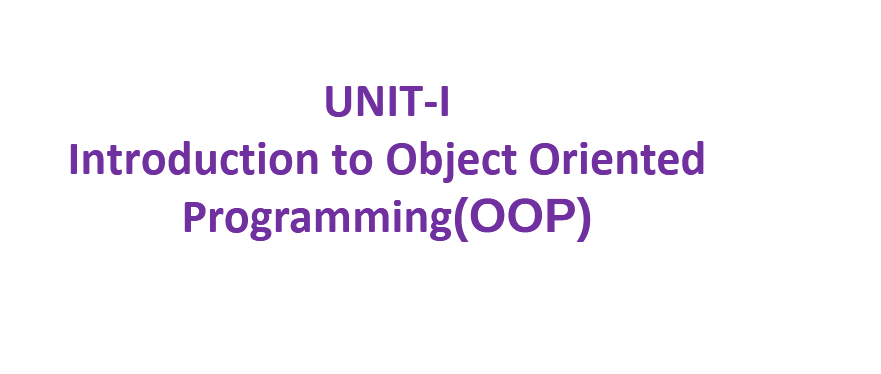 UNIT-I
Introduction to Object Oriented
Programming(OOP)